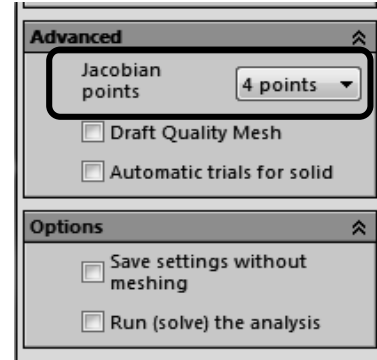 Advanced
Jacobian
points
4 points
Draft Quality Mesh
Automatic trials for solid
Options
Save settings without
meshing
Run (solve) the analysis